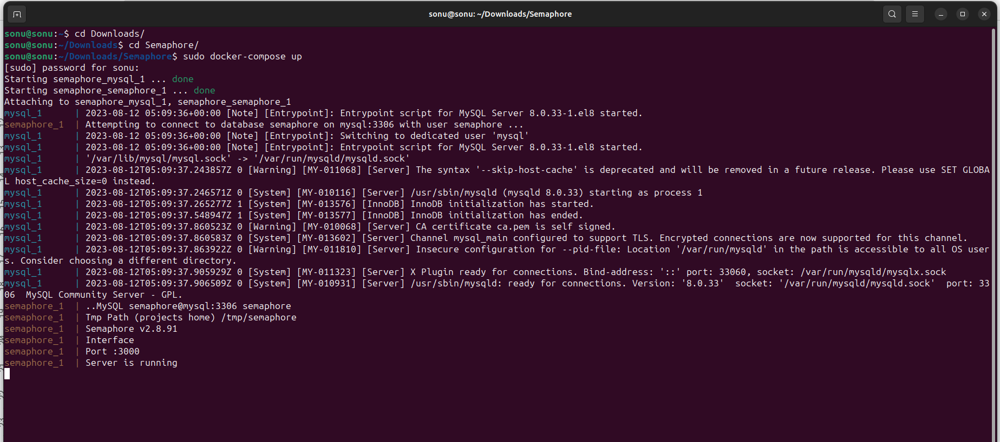 sonu@sonu: ~/Downloads/Semaphore
sonu@sonu:~$ cd Downloads/
sonu@sonu:~/Downloads$ cd Semaphore/
sonu@sonu:~/Downloads/Semaphore$ sudo docker-compose up
[sudo] password for sonu:
Starting semaphore_mysql_1 ... done
Starting semaphore_semaphore_1 ... done
Attaching to semaphore_mysql_1, semaphore_semaphore_1
mysql_1      | 2023-08-12 05:09:36+00:00 [Note] [Entrypoint]: Entrypoint script for MySQL Server 8.0.33-1.el8 started.
semaphore_1  | Attempting to connect to database semaphore on mysql:3306 with user semaphore ...
mysql_1      | 2023-08-12 05:09:36+00:00 [Note] [Entrypoint]: Switching to dedicated user 'mysql'
mysql_1      | 2023-08-12 05:09:36+00:00 [Note] [Entrypoint]: Entrypoint script for MySQL Server 8.0.33-1.el8 started.
mysql_1      | '/var/lib/mysql/mysql.sock' -> '/var/run/mysqld/mysqld.sock'
mysql_1      | 2023-08-12T05:09:37.243857Z 0 [Warning] [MY-011068] [Server] The syntax '--skip-host-cache' is deprecated and will be removed in a future release. Please use SET GLOBA
L host_cache_size=0 instead.
mysql_1      | 2023-08-12T05:09:37.246571Z 0 [System] [MY-010116] [Server] /usr/sbin/mysqld (mysqld 8.0.33) starting as process 1
mysql_1      | 2023-08-12T05:09:37.265277Z 1 [System] [MY-013576] [InnoDB] InnoDB initialization has started.
mysql_1      | 2023-08-12T05:09:37.548947Z 1 [System] [MY-013577] [InnoDB] InnoDB initialization has ended.
mysql_1      | 2023-08-12T05:09:37.860523Z 0 [Warning] [MY-010068] [Server] CA certificate ca.pem is self signed.
mysql_1      | 2023-08-12T05:09:37.860583Z 0 [System] [MY-013602] [Server] Channel mysql_main configured to support TLS. Encrypted connections are now supported for this channel.
mysql_1      | 2023-08-12T05:09:37.863922Z 0 [Warning] [MY-011810] [Server] Insecure configuration for --pid-file: Location '/var/run/mysqld' in the path is accessible to all OS user
s. Consider choosing a different directory.
mysql_1      | 2023-08-12T05:09:37.905929Z 0 [System] [MY-011323] [Server] X Plugin ready for connections. Bind-address: '::' port: 33060, socket: /var/run/mysqld/mysqlx.sock
mysql_1      | 2023-08-12T05:09:37.906509Z 0 [System] [MY-010931] [Server] /usr/sbin/mysqld: ready for connections. Version: '8.0.33'  socket: '/var/run/mysqld/mysqld.sock'  port: 33
06  MySQL Community Server - GPL.
semaphore_1  | ..MySQL semaphore@mysql:3306 semaphore
semaphore_1  | Tmp Path (projects home) /tmp/semaphore
semaphore_1  | Semaphore v2.8.91
semaphore_1  | Interface
semaphore_1  | Port :3000
semaphore_1  | Server is running